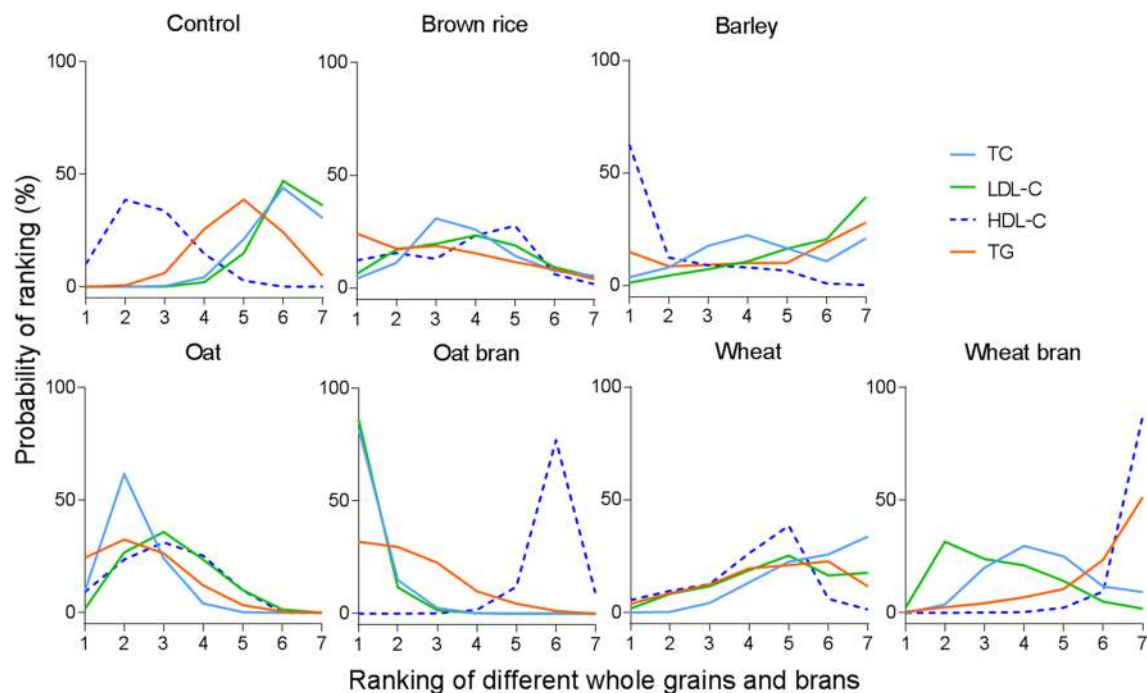 Control
Brown rice
Barley
100
50
0
1 2 3 4 5 6 7
100
50
0
1 2 3 4 5 6 7
100
50
0
1 2 3 4 5 6 7
TC
LDL-C
HDL-C
TG
Probability of ranking (%)
Oat
Oat bran
Wheat
Wheat bran
100
50
0
1 2 3 4 5 6 7
100
50
0
1 2 3 4 5 6 7
100
50
0
1 2 3 4 5 6 7
100
50
0
1 2 3 4 5 6 7
Ranking of different whole grains and brans